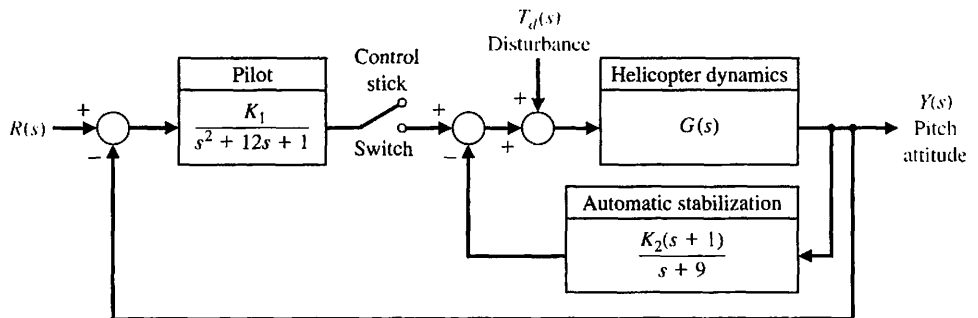 T_d(s)
Disturbance
Control
stick
Pilot
Helicopter dynamics
+
+
+
Y(s)
R(s)
K_1
s^2 + 12s + 1
G(s)
Pitch
attitude
−
Switch
−
+
Automatic stabilization
K_2(s + 1)
s + 9